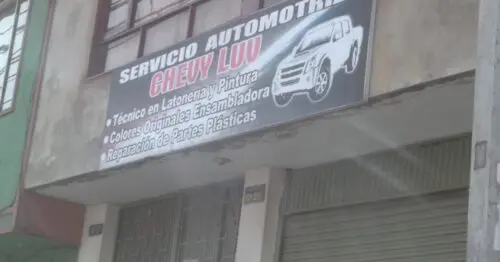 SERVICIO AUTOMOTRIZ
CHEVY LUV
• Técnico en Latonería y Pintura
• Colores Originales Ensambladora
• Reparación de Partes Plásticas